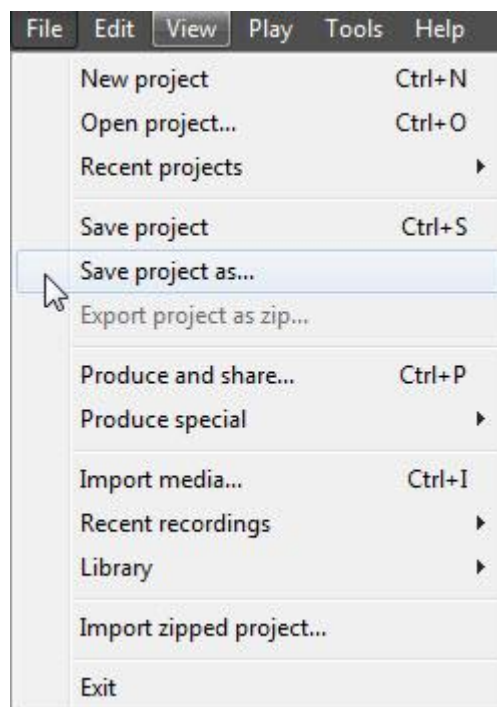 File Edit View Play Tools Help
New project Ctrl+N
Open project... Ctrl+O
Recent projects
Save project Ctrl+S
Save project as...
Export project as zip...
Produce and share... Ctrl+P
Produce special
Import media... Ctrl+I
Recent recordings
Library
Import zipped project...
Exit